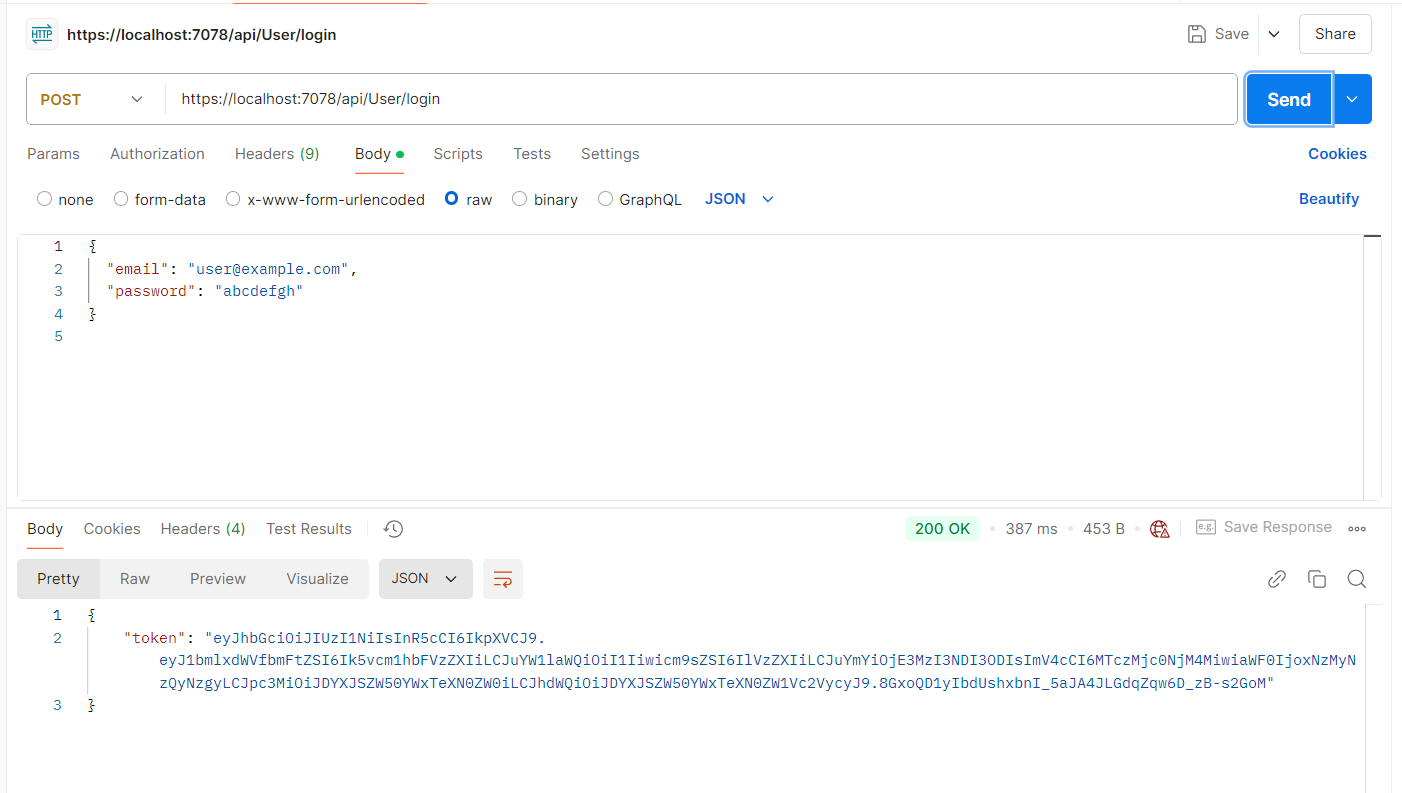 HTTP https://localhost:7078/api/User/login Save Share
POST https://localhost:7078/api/User/login Send
Params Authorization Headers (9) Body Scripts Tests Settings Cookies
none form-data x-www-form-urlencoded raw binary GraphQL JSON Beautify
1 {
2 "email": "user@example.com",
3 "password": "abcdefgh"
4 }
5
Body Cookies Headers (4) Test Results 200 OK 387 ms 453 B e.g. Save Response
Pretty Raw Preview Visualize JSON
1 {
2 "token": "eyJhbGciOiJIUzI1NiIsInR5cCI6IkpXVCJ9.
eyJ1bmlxdWVfbmFtZSI6Ik5vcm1hbFVzZXIiLCJuYW1laWQiOiI1Iiwicm9sZSI6IlVzZXIiLCJuYmYiOjE3MzI3NDI3ODIsImV4cCI6MTczMjc0NjM4MiwiaWF0IjoxNzMyN
zQyNzgyLCJpc3MiOiJDYXJSZW50YWxTeXN0ZW0iLCJhdWQiOiJDYXJSZW50YWxTeXN0ZW1Vc2VycyJ9.8GxoQD1yIbdUshxbnI_5aJA4JLGdqZqw6D_zB-s2GoM"
3 }